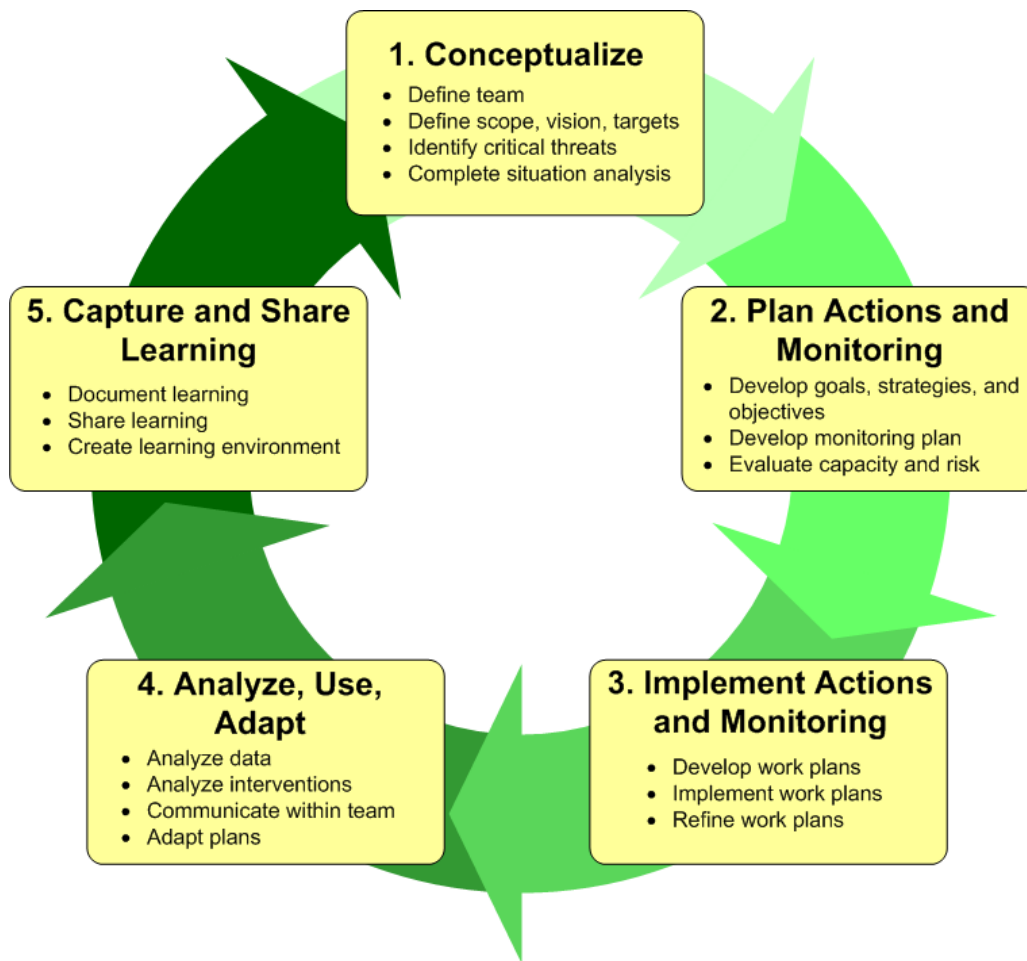 1. Conceptualize
• Define team
• Define scope, vision, targets
• Identify critical threats
• Complete situation analysis
2. Plan Actions and
Monitoring
• Develop goals, strategies, and
objectives
• Develop monitoring plan
• Evaluate capacity and risk
3. Implement Actions
and Monitoring
• Develop work plans
• Implement work plans
• Refine work plans
4. Analyze, Use,
Adapt
• Analyze data
• Analyze interventions
• Communicate within team
• Adapt plans
5. Capture and Share
Learning
• Document learning
• Share learning
• Create learning environment